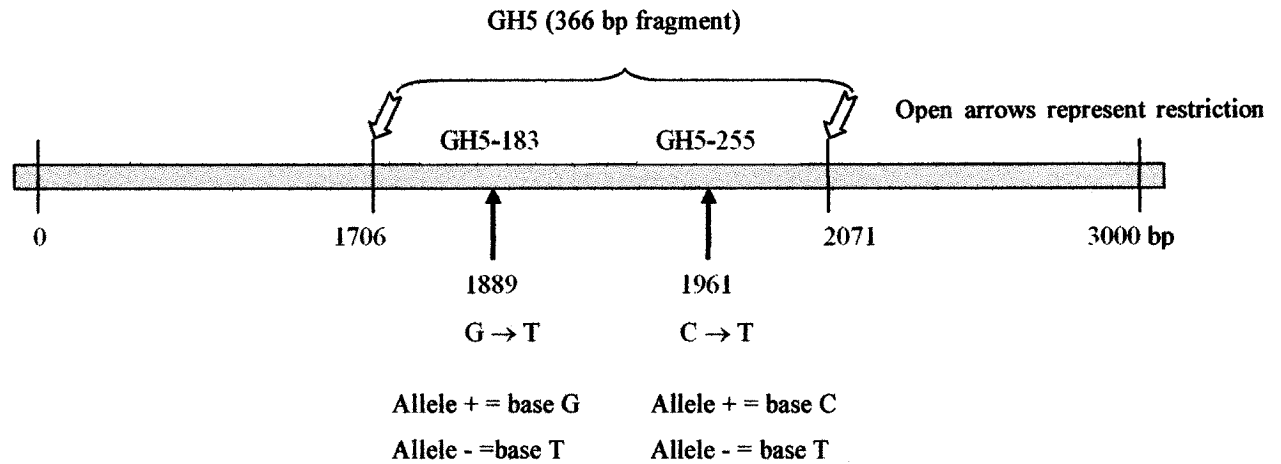 GH5 (366 bp fragment)
Open arrows represent restriction
GH5-183 GH5-255
0 1706 2071 3000 bp
1889 1961
G → T C → T
Allele + = base G Allele + = base C
Allele - =base T Allele - = base T